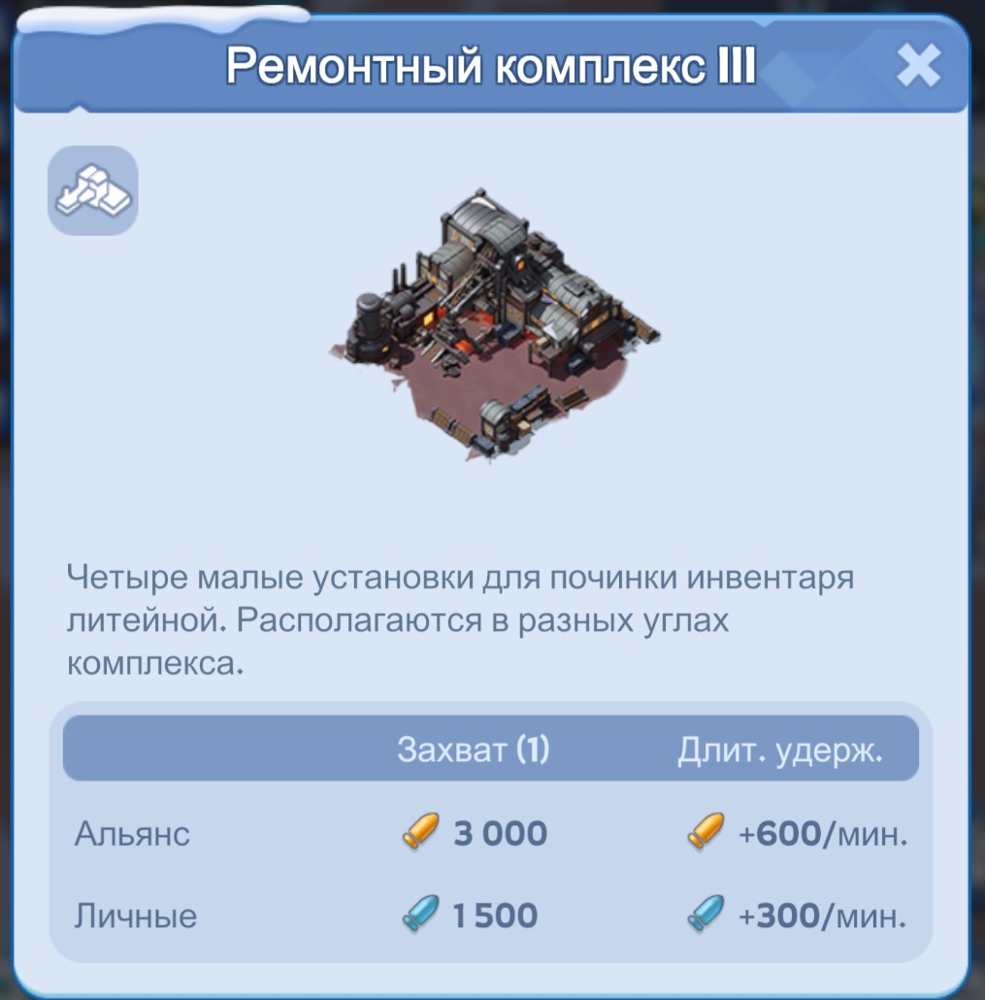 Ремонтный комплекс III
Четыре малые установки для починки инвентаря
литейной. Располагаются в разных углах
комплекса.
Захват (1) Длит. удерж.
Альянс 3 000 +600/мин.
Личные 1 500 +300/мин.